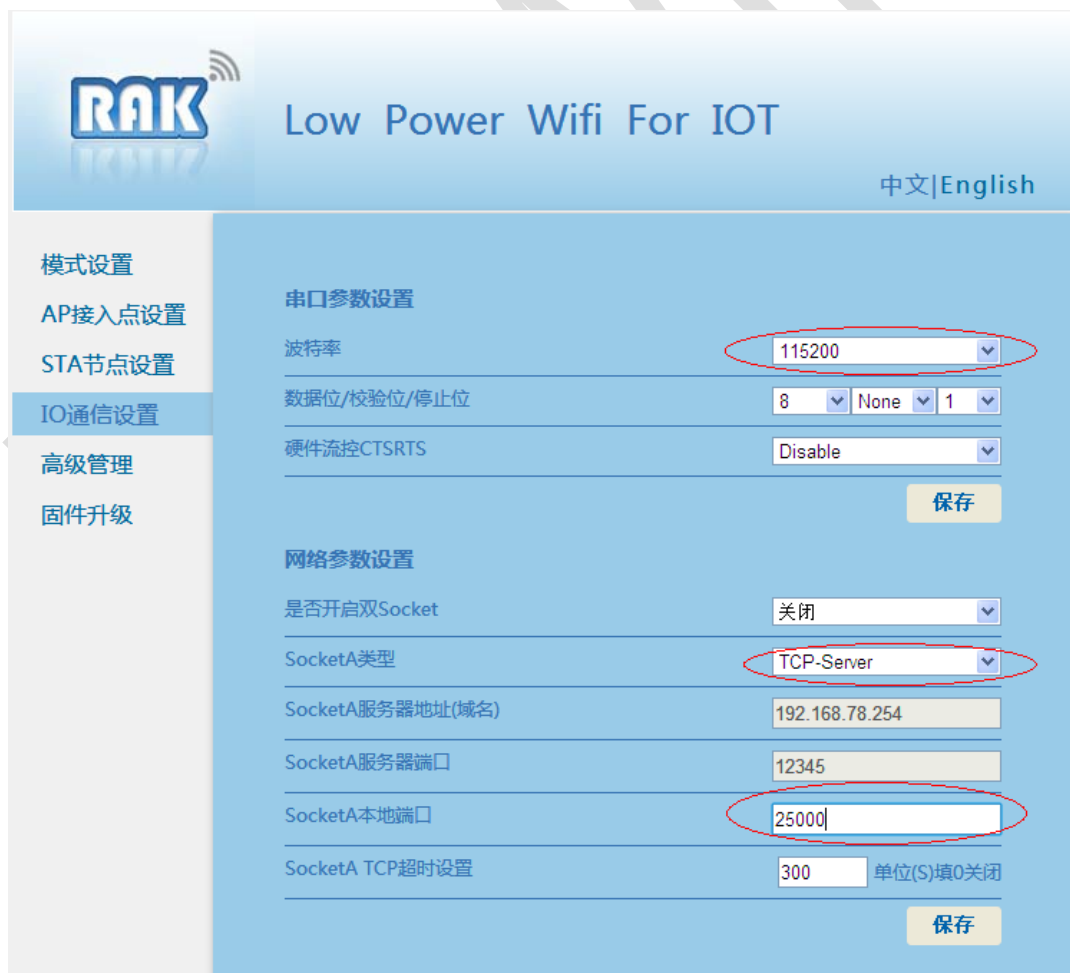 RAK
Low Power Wifi For IOT
中文|English
模式设置
AP接入点设置
STA节点设置
IO通信设置
高级管理
固件升级
串口参数设置
波特率 115200
数据位/校验位/停止位 8 None 1
硬件流控CTSRTS Disable
保存
网络参数设置
是否开启双Socket 关闭
SocketA类型 TCP-Server
SocketA服务器地址(域名) 192.168.78.254
SocketA服务器端口 12345
SocketA本地端口 25000
SocketA TCP超时设置 300 单位(S)填0关闭
保存